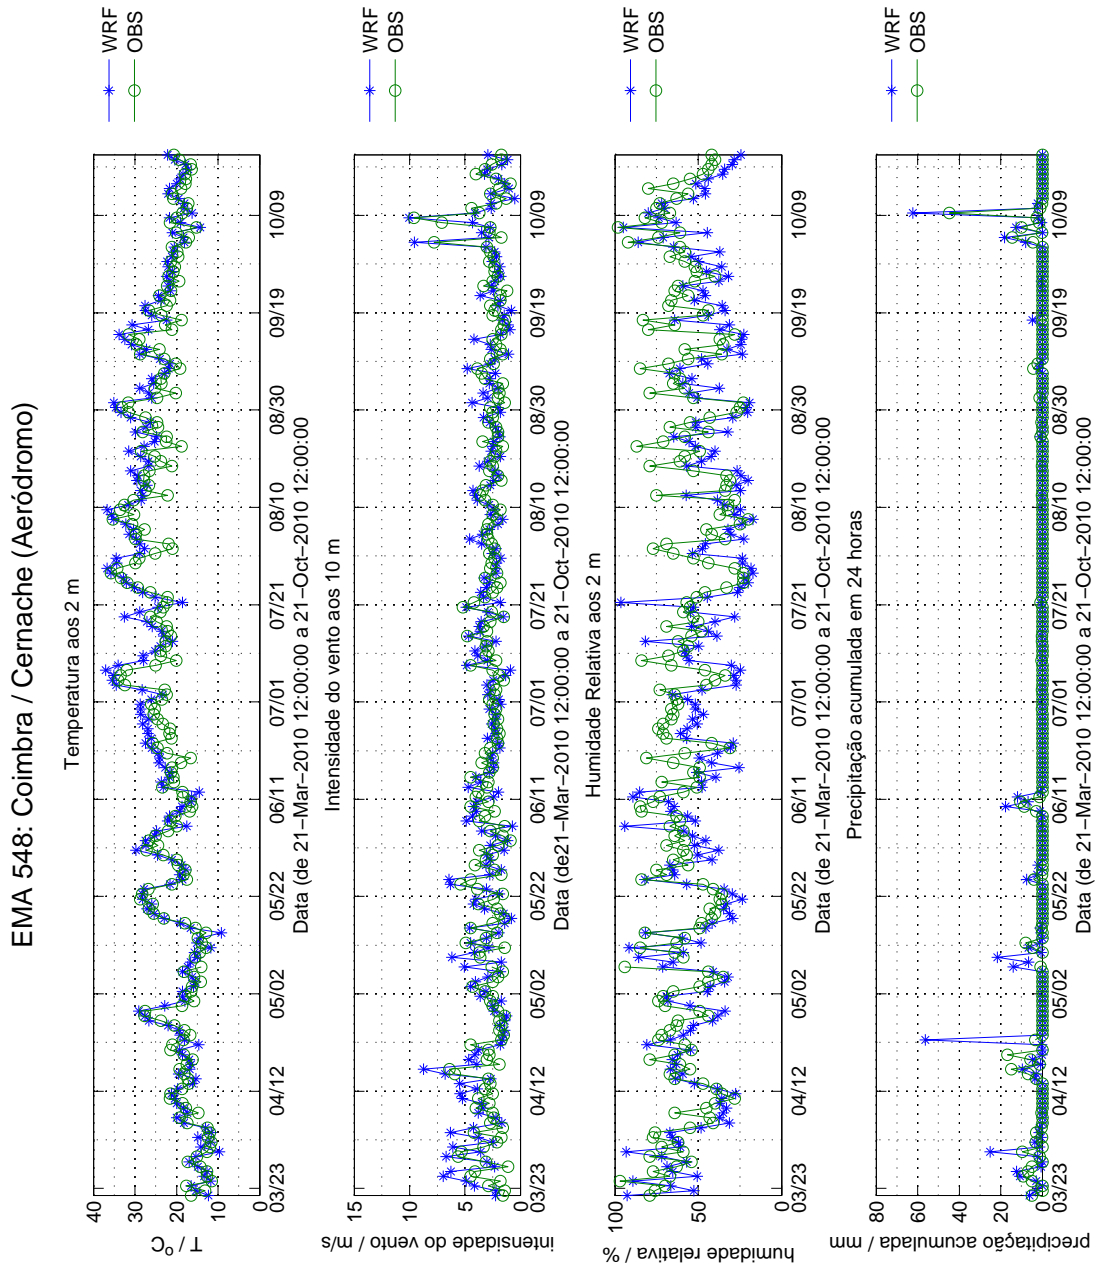 EMA 548: Coimbra / Cernache (Aeródromo)
Temperatura aos 2 m
WRF
OBS
T / ºC
40
30
20
10
0
03/23
04/12
05/02
05/22
06/11
07/01
07/21
08/10
08/30
09/19
10/09
Data (de 21−Mar−2010 12:00:00 a 21−Oct−2010 12:00:00
Intensidade do vento aos 10 m
WRF
OBS
intensidade do vento / m/s
15
10
5
0
03/23
04/12
05/02
05/22
06/11
07/01
07/21
08/10
08/30
09/19
10/09
Data (de21−Mar−2010 12:00:00 a 21−Oct−2010 12:00:00
Humidade Relativa aos 2 m
WRF
OBS
humidade relativa / %
100
50
0
03/23
04/12
05/02
05/22
06/11
07/01
07/21
08/10
08/30
09/19
10/09
Data (de 21−Mar−2010 12:00:00 a 21−Oct−2010 12:00:00
Precipitação acumulada em 24 horas
WRF
OBS
precipitação acumulada / mm
80
60
40
20
0
03/23
04/12
05/02
05/22
06/11
07/01
07/21
08/10
08/30
09/19
10/09
Data (de 21−Mar−2010 12:00:00 a 21−Oct−2010 12:00:00